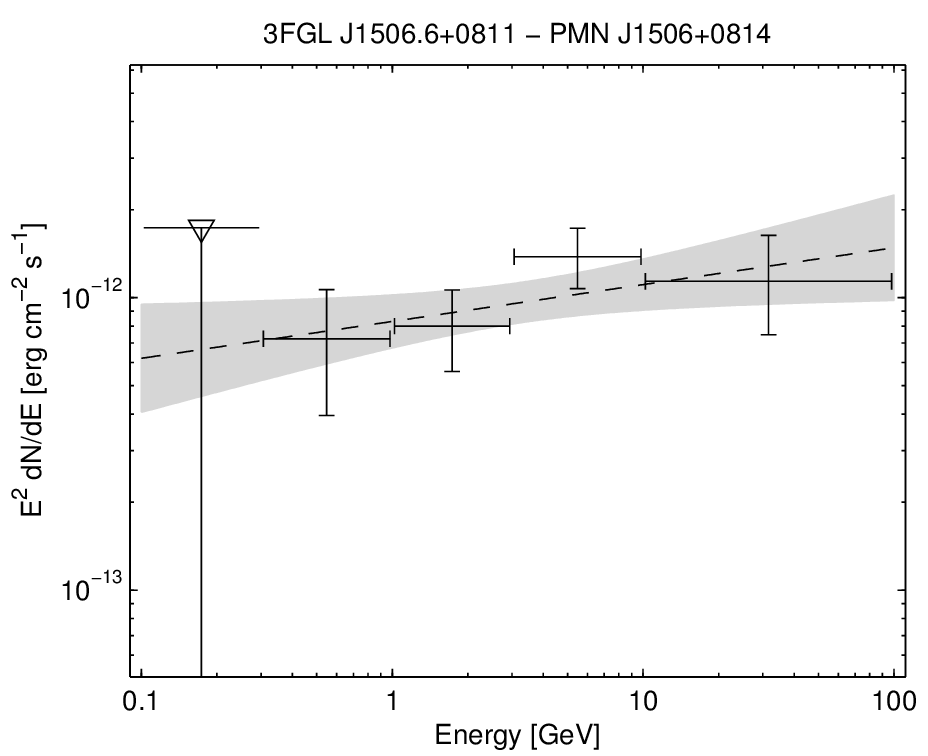 3FGL J1506.6+0811 − PMN J1506+0814
E² dN/dE [erg cm⁻² s⁻¹]
10⁻¹²
10⁻¹³
0.1 1 10 100
Energy [GeV]